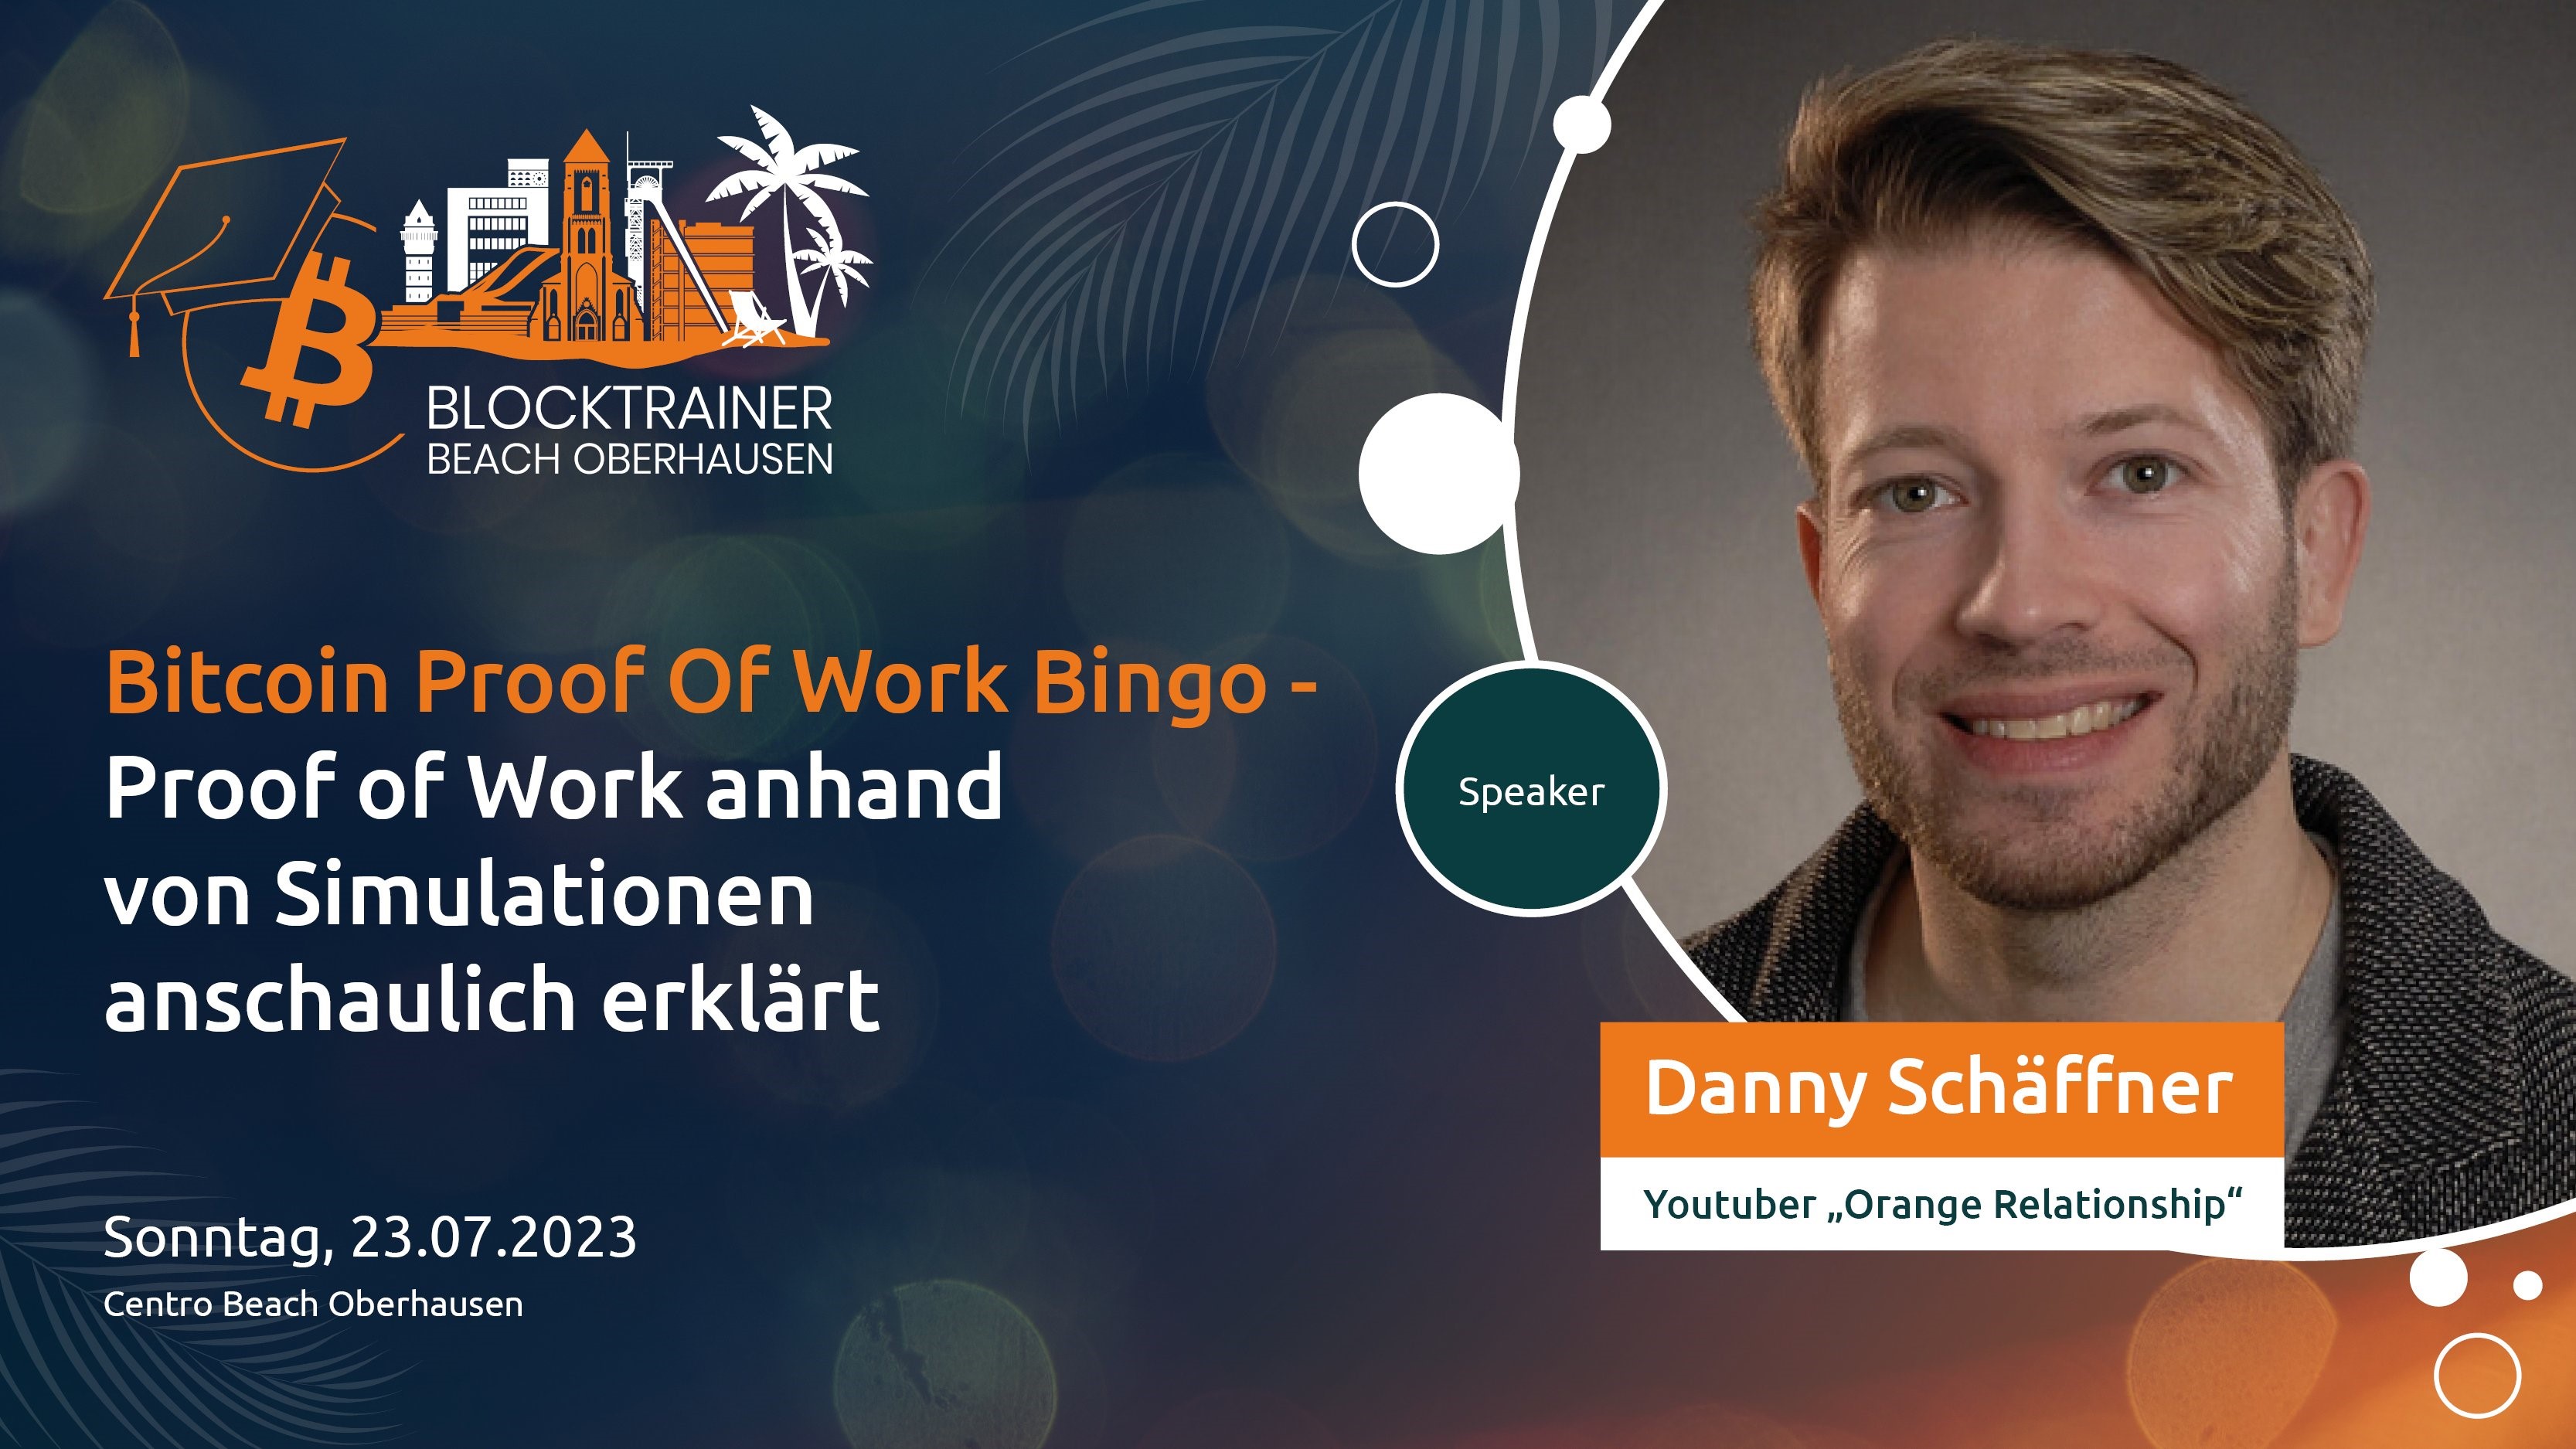 BLOCKTRAINER
BEACH OBERHAUSEN
Bitcoin Proof Of Work Bingo -
Proof of Work anhand
von Simulationen
anschaulich erklärt
Sonntag, 23.07.2023
Centro Beach Oberhausen
Speaker
Danny Schäffner
Youtuber „Orange Relationship“